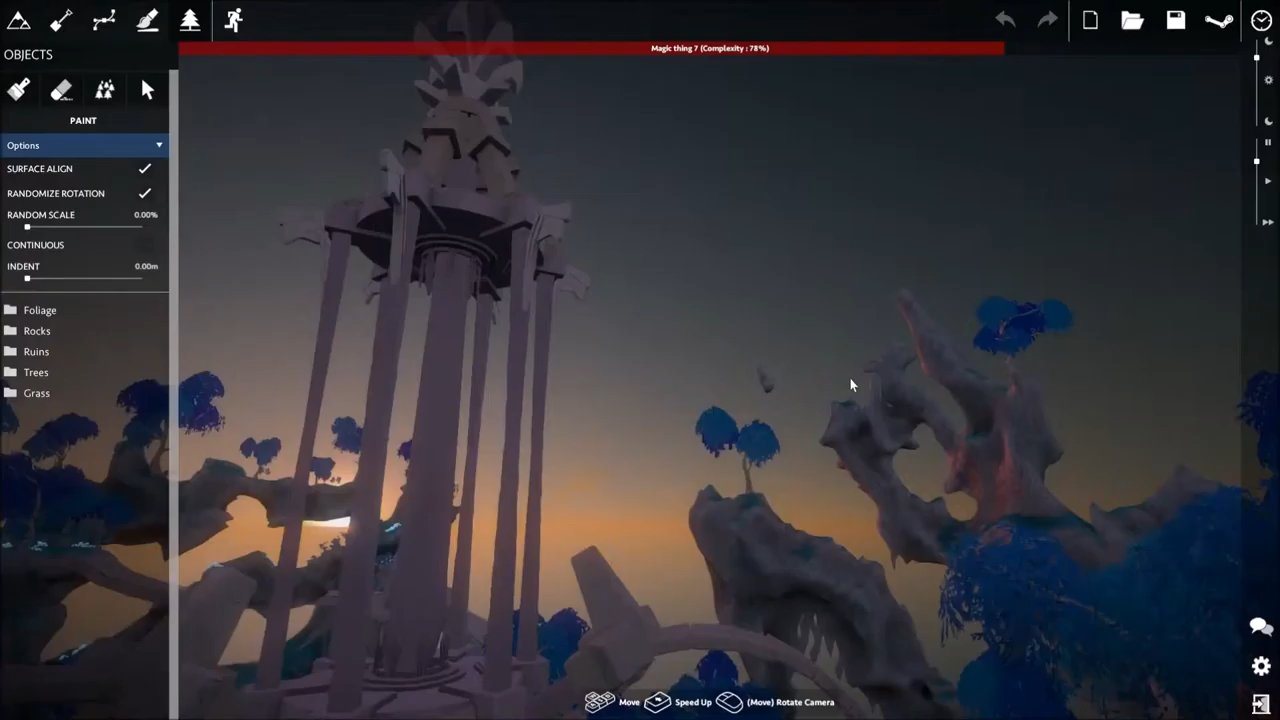 OBJECTS
Magic thing 7 (Complexity : 78%)
PAINT
Options
SURFACE ALIGN
RANDOMIZE ROTATION
RANDOM SCALE 0.00%
CONTINUOUS
INDENT 0.00m
Foliage
Rocks
Ruins
Trees
Grass
Move Speed Up (Move) Rotate Camera